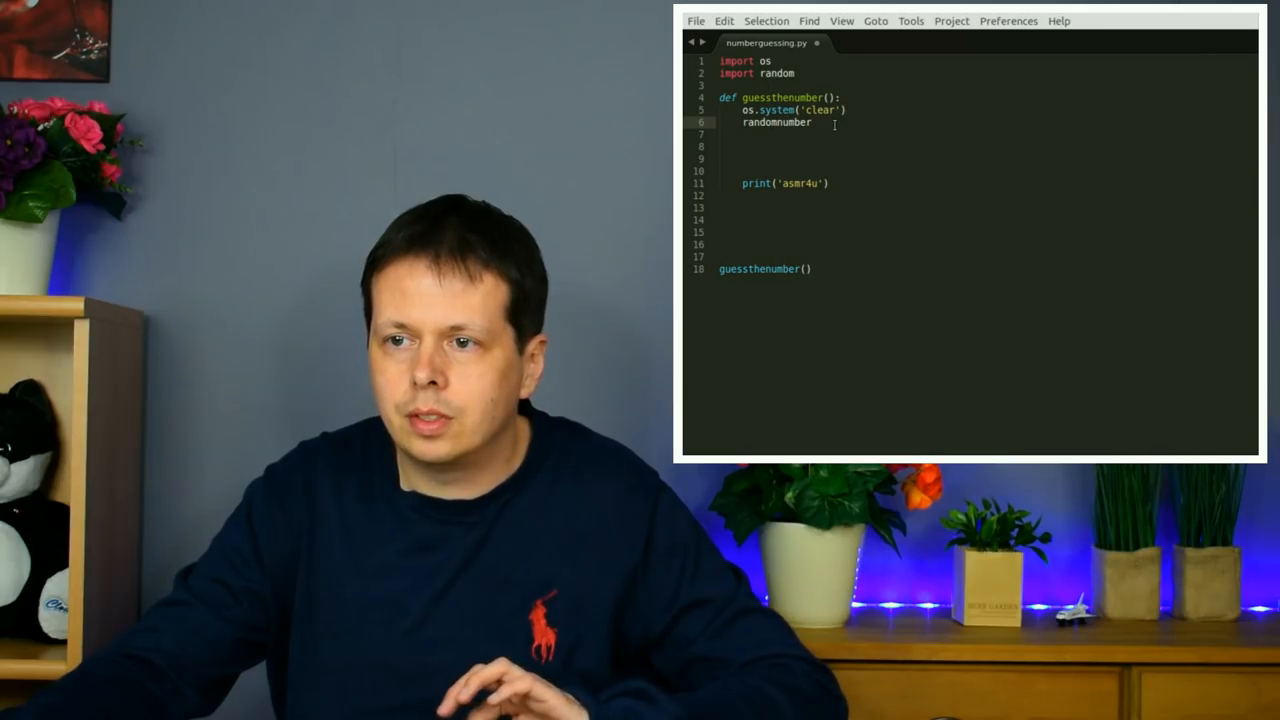 File Edit Selection Find View Goto Tools Project Preferences Help
numberguessing.py
1 import os
2 import random
3
4 def guessthenumber():
5 os.system('clear')
6 randomnumber
7
8
9
10
11 print('asmr4u')
12
13
14
15
16
17
18 guessthenumber()
HERB GARDEN